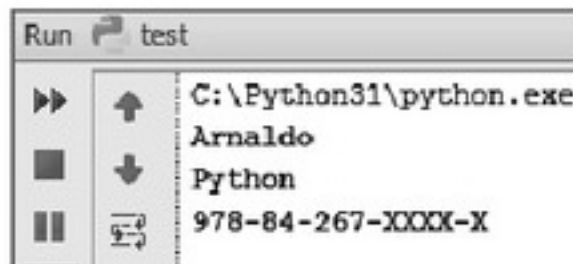 Run test
C:\Python31\python.exe
Arnaldo
Python
978-84-267-XXXX-X